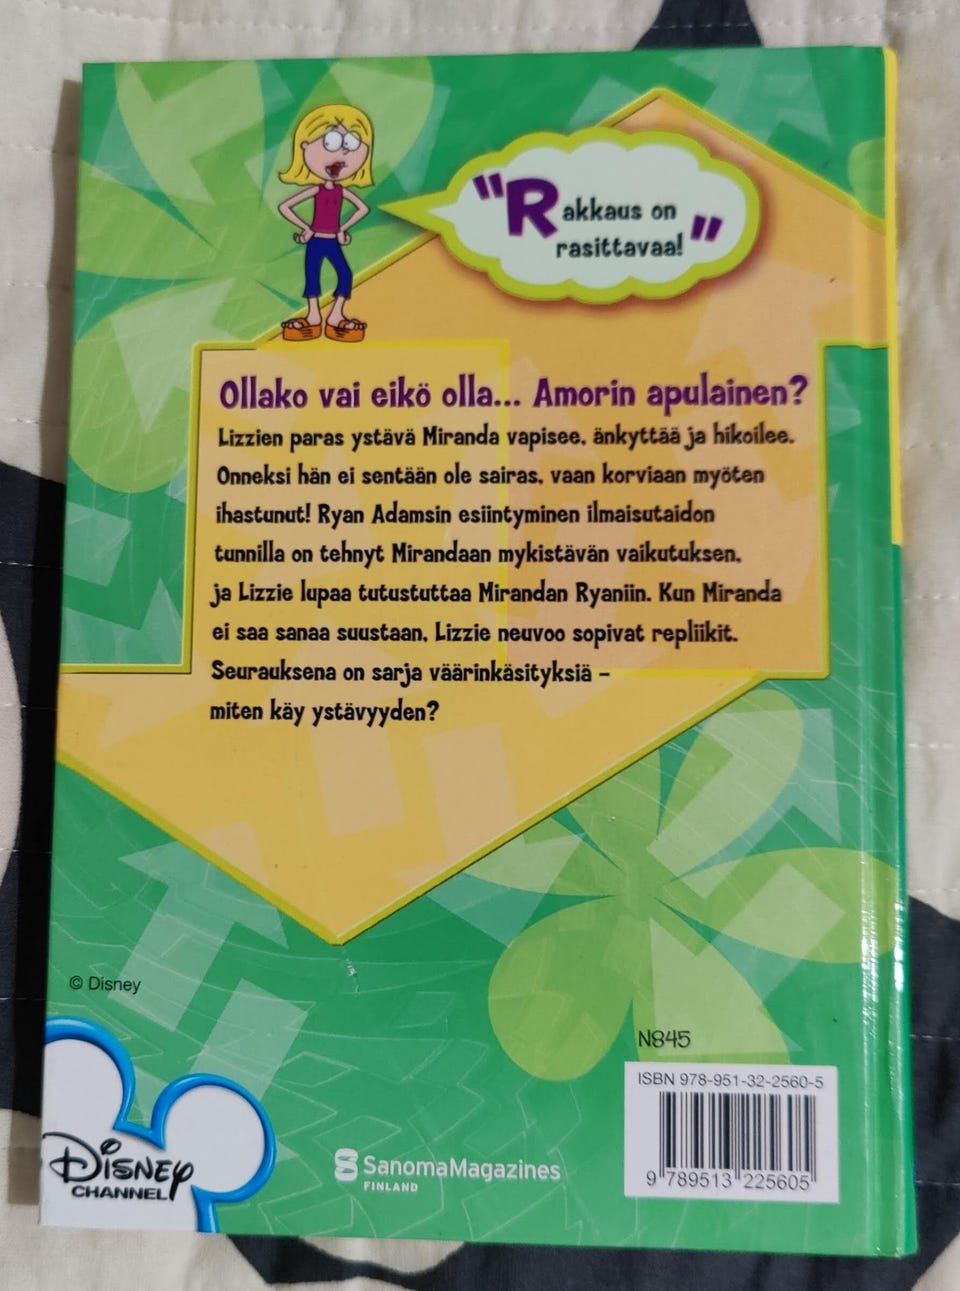 "Rakkaus on
rasittavaa!"
Ollako vai eikö olla... Amorin apulainen?
Lizzien paras ystävä Miranda vapisee, änkyttää ja hikoilee.
Onneksi hän ei sentään ole sairas, vaan korviaan myöten
ihastunut! Ryan Adamsin esiintyminen ilmaisutaidon
tunnilla on tehnyt Mirandaan mykistävän vaikutuksen,
ja Lizzie lupaa tutustuttaa Mirandan Ryaniin. Kun Miranda
ei saa sanaa suustaan, Lizzie neuvoo sopivat repliikit.
Seurauksena on sarja väärinkäsityksiä –
miten käy ystävyyden?
© Disney
N845
ISBN 978-951-32-2560-5
9 789513 225605
SanomaMagazines
FINLAND
Disney
CHANNEL